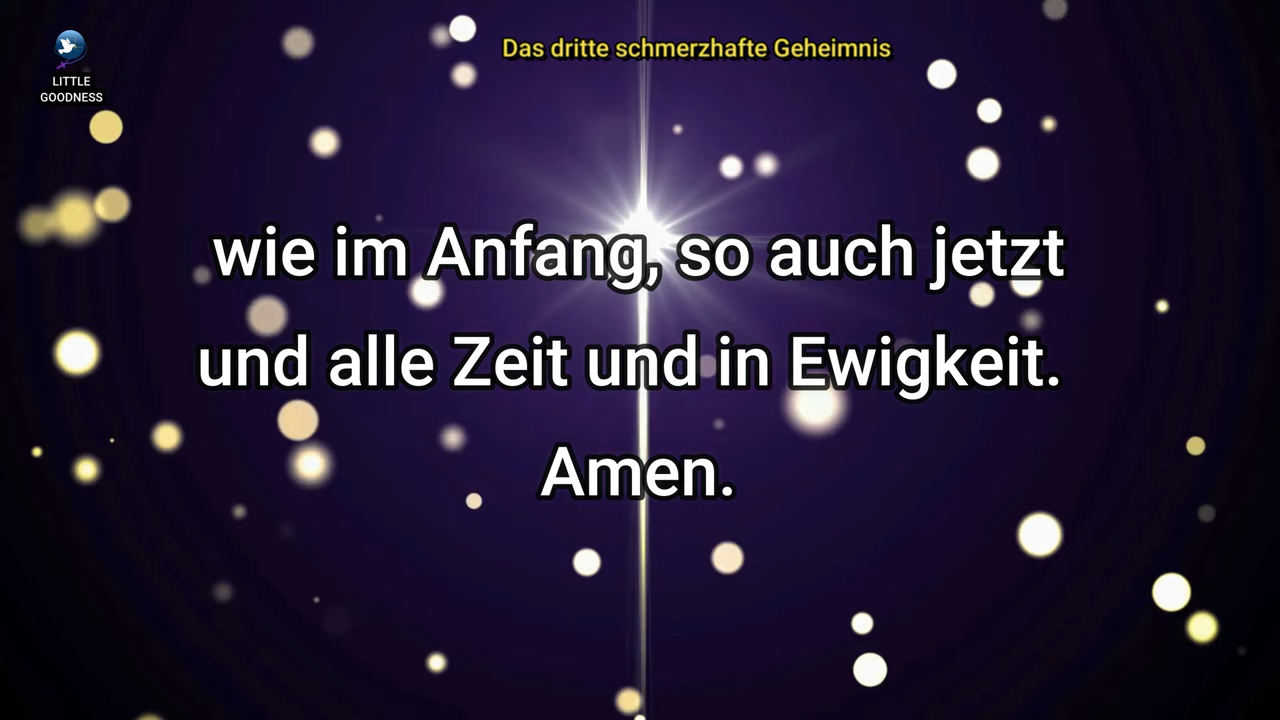 Das dritte schmerzhafte Geheimnis
LITTLE
GOODNESS
wie im Anfang, so auch jetzt
und alle Zeit und in Ewigkeit.
Amen.